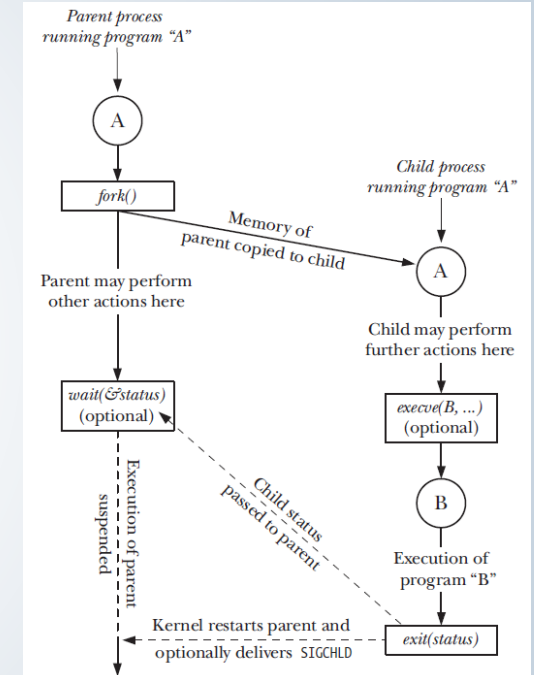 Parent process
running program “A”
A
fork()
Memory of
parent copied to child
Child process
running program “A”
A
Parent may perform
other actions here
Child may perform
further actions here
wait(&status)
(optional)
execve(B, ...)
(optional)
B
Child status
passed to parent
Execution of parent
suspended
Execution of
program “B”
Kernel restarts parent and
optionally delivers SIGCHLD
exit(status)